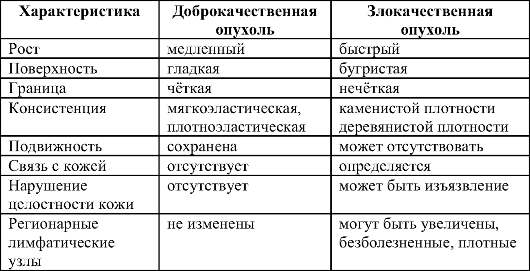 Характеристика Доброкачественная опухоль Злокачественная опухоль
Рост медленный быстрый
Поверхность гладкая бугристая
Граница чёткая нечёткая
Консистенция мягкоэластическая, каменистой плотности
плотноэластическая деревянистой плотности
Подвижность сохранена может отсутствовать
Связь с кожей отсутствует определяется
Нарушение отсутствует может быть изъязвление
целостности кожи
Регионарные не изменены могут быть увеличены,
лимфатические безболезненные, плотные
узлы